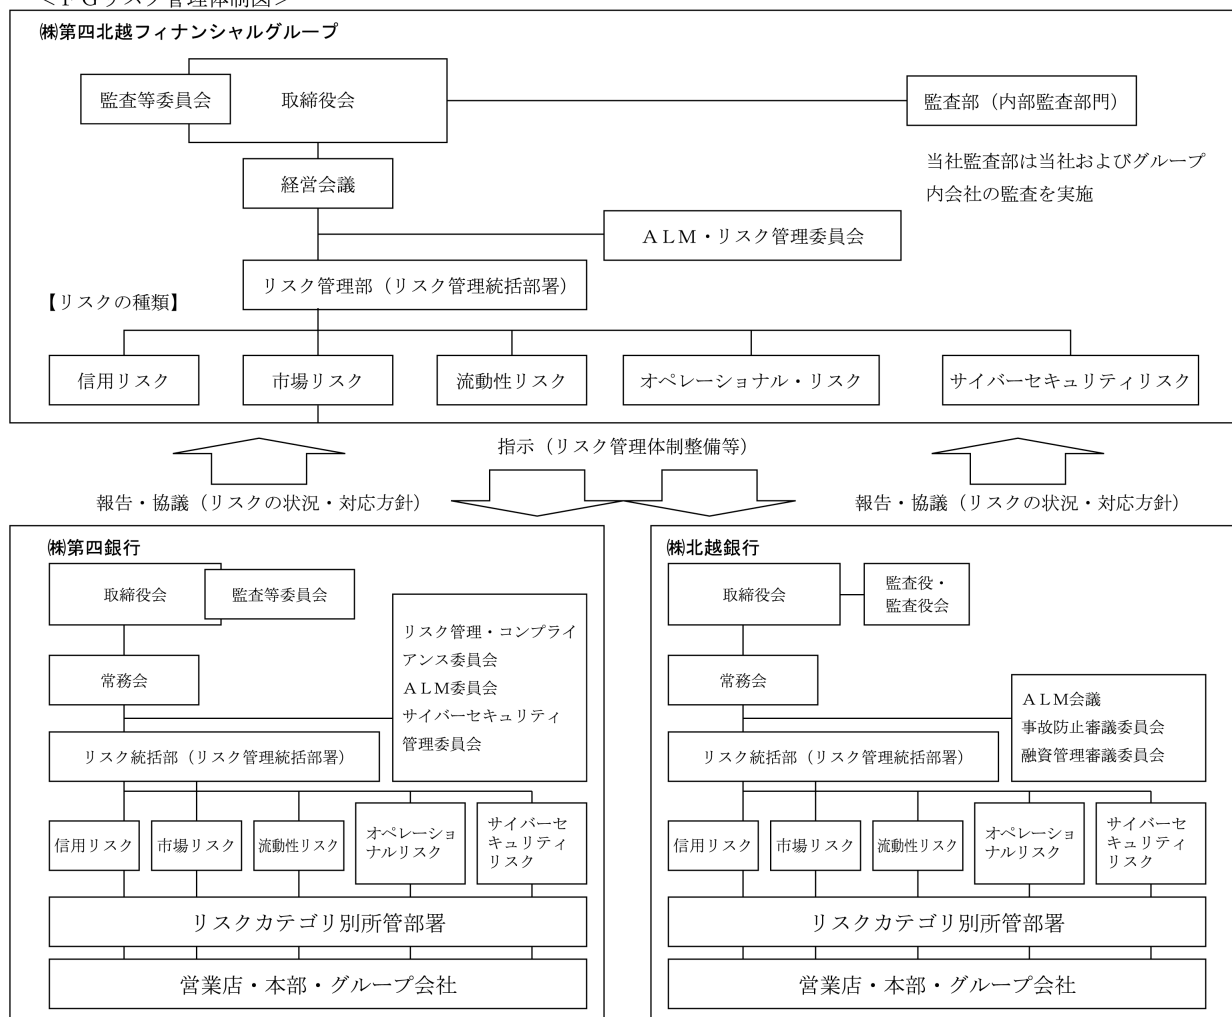 ＜ＦＧリスク管理体制図＞
㈱第四北越フィナンシャルグループ
監査等委員会
取締役会
監査部（内部監査部門）
当社監査部は当社およびグループ
内会社の監査を実施
経営会議
ＡＬＭ・リスク管理委員会
リスク管理部（リスク管理統括部署）
【リスクの種類】
信用リスク
市場リスク
流動性リスク
オペレーショナル・リスク
サイバーセキュリティリスク
指示（リスク管理体制整備等）
報告・協議（リスクの状況・対応方針）
報告・協議（リスクの状況・対応方針）
㈱第四銀行
取締役会
監査等委員会
常務会
リスク管理・コンプライ
アンス委員会
ＡＬＭ委員会
サイバーセキュリティ
管理委員会
リスク統括部（リスク管理統括部署）
信用リスク
市場リスク
流動性リスク
オペレーショ
ナルリスク
サイバーセ
キュリティ
リスク
リスクカテゴリ別所管部署
営業店・本部・グループ会社
㈱北越銀行
取締役会
監査役・
監査役会
常務会
ＡＬＭ会議
事故防止審議委員会
融資管理審議委員会
リスク統括部（リスク管理統括部署）
信用リスク
市場リスク
流動性リスク
オペレーショ
ナルリスク
サイバーセ
キュリティ
リスク
リスクカテゴリ別所管部署
営業店・本部・グループ会社